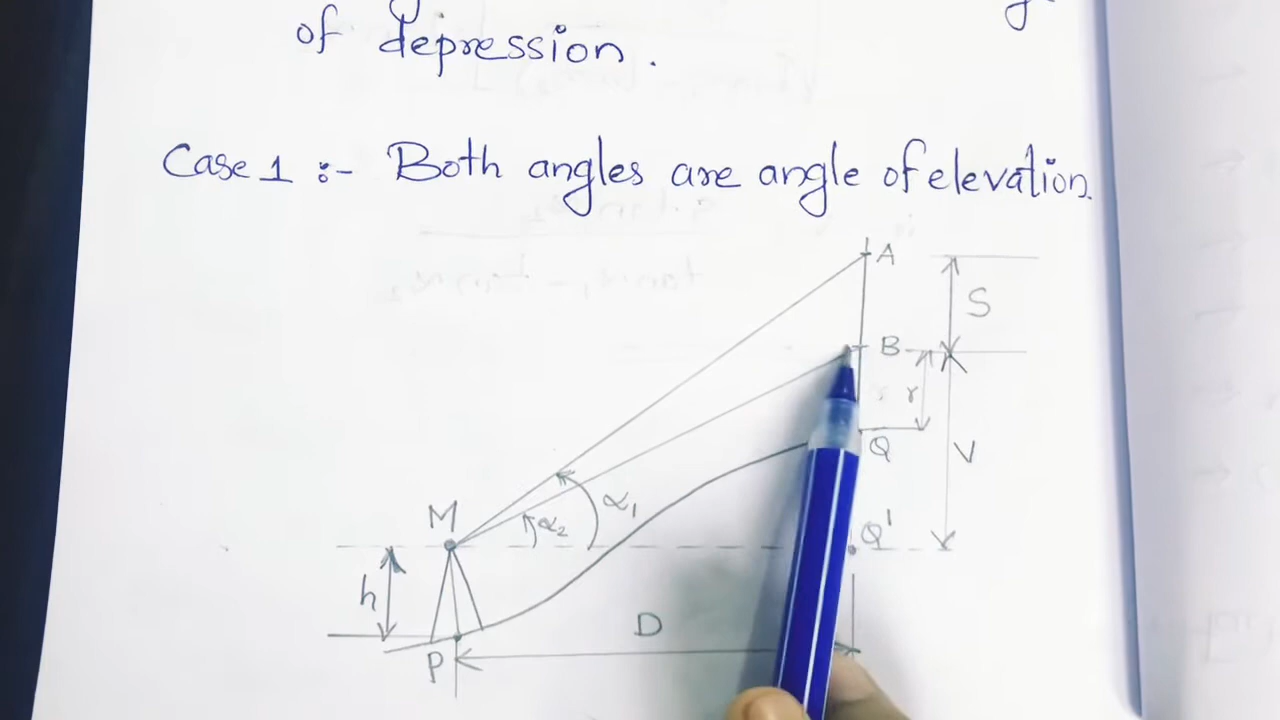 of depression.
Case 1 :- Both angles are angle of elevation.
A
S
B
r
Q
V
M
α2
α1
Q'
h
D
P